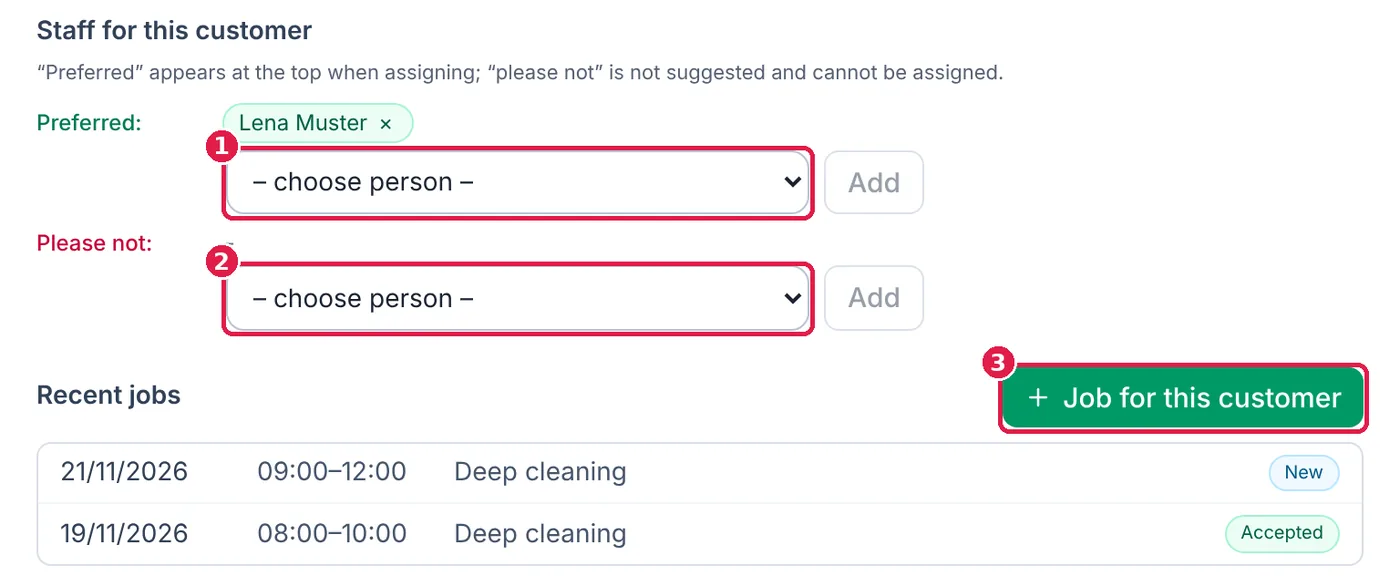 Staff for this customer
“Preferred” appears at the top when assigning; “please not” is not suggested and cannot be assigned.
Preferred: Lena Muster ×
1
– choose person – Add
Please not: –
2
– choose person – Add
3
Recent jobs + Job for this customer
21/11/2026 09:00–12:00 Deep cleaning New
19/11/2026 08:00–10:00 Deep cleaning Accepted